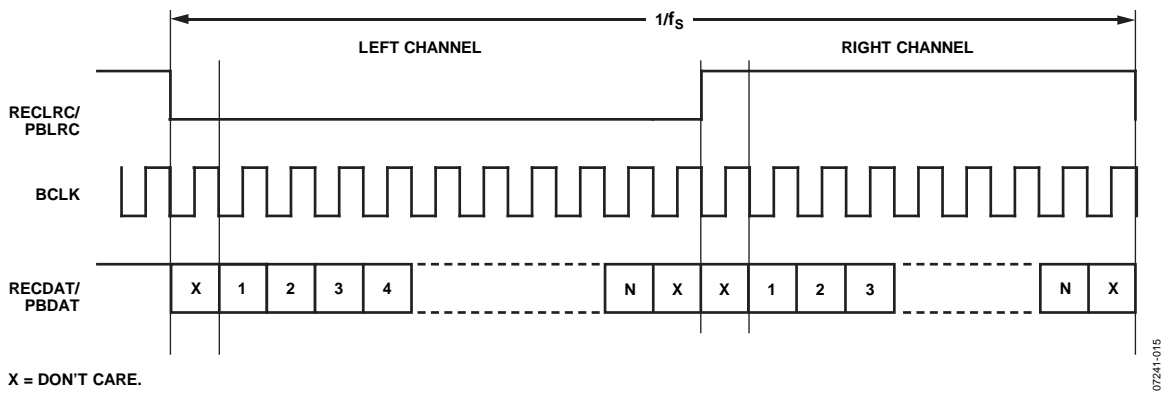 1/fS
LEFT CHANNEL
RIGHT CHANNEL
RECLRC/
PBLRC
BCLK
RECDAT/
PBDAT
X 1 2 3 4 N X X 1 2 3 N X
X = DON'T CARE.
07241-015